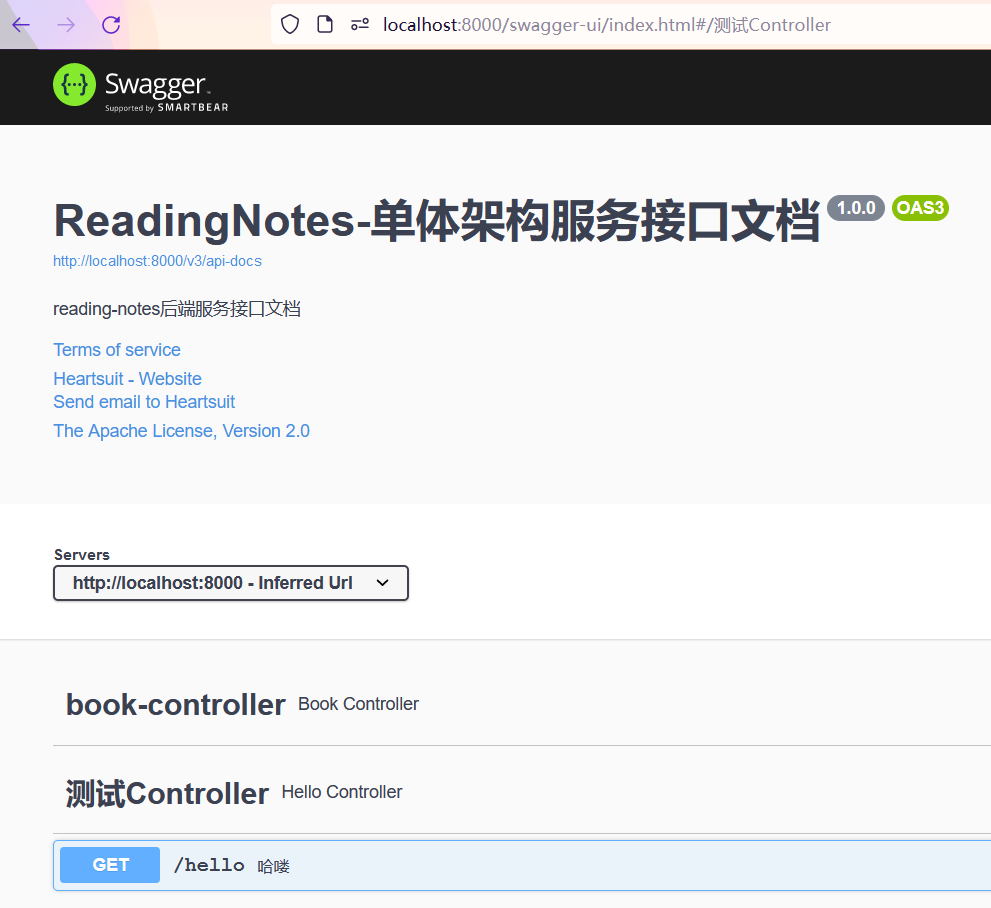 localhost:8000/swagger-ui/index.html#/测试Controller
{···} Swagger™
Supported by SMARTBEAR
ReadingNotes-单体架构服务接口文档 1.0.0 OAS3
http://localhost:8000/v3/api-docs
reading-notes后端服务接口文档
Terms of service
Heartsuit - Website
Send email to Heartsuit
The Apache License, Version 2.0
Servers
http://localhost:8000 - Inferred Url
book-controller Book Controller
测试Controller Hello Controller
GET /hello 哈喽